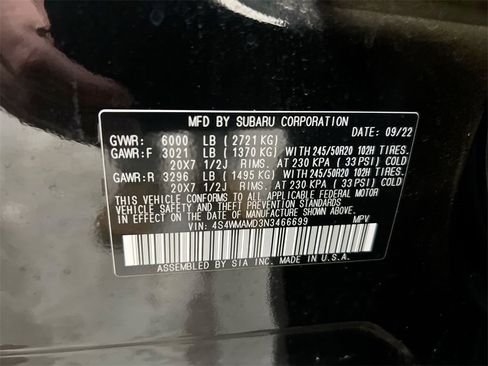 MFD BY SUBARU CORPORATION
DATE: 09/22
GVWR: 6000 LB ( 2721 KG)
GAWR:F 3021 LB ( 1370 KG) WITH 245/50R20 102H TIRES.
20X7 1/2J RIMS. AT 230 KPA ( 33 PSI) COLD
GAWR:R 3296 LB ( 1495 KG) WITH 245/50R20 102H TIRES.
20X7 1/2J RIMS. AT 230 KPA ( 33 PSI) COLD
THIS VEHICLE CONFORMS TO ALL APPLICABLE FEDERAL MOTOR
VEHICLE SAFETY AND BUMPER AND THEFT PREVENTION STANDARDS
IN EFFECT ON THE DATE OF MANUFACTURE SHOWN ABOVE.
VIN: 4S4WMAMD3N3466699 MPV
ASSEMBLED BY SIA INC. MADE IN U.S.A.